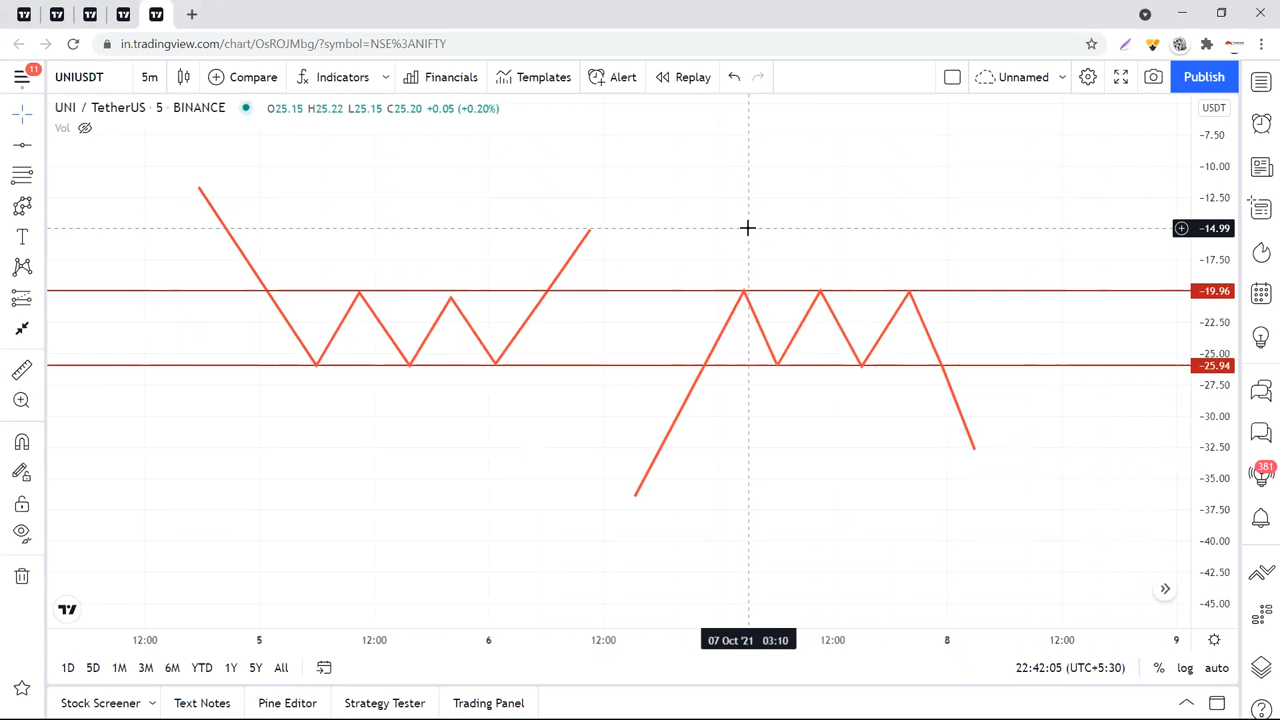 in.tradingview.com/chart/OsROJMbg/?symbol=NSE%3ANIFTY
11
UNIUSDT 5m Compare Indicators Financials Templates Alert Replay Unnamed Publish
UNI / TetherUS · 5 · BINANCE O25.15 H25.22 L25.15 C25.20 +0.05 (+0.20%)
USDT
Vol
−7.50
−10.00
−12.50
−14.99
−17.50
−19.96
−22.50
−25.00
−25.94
−27.50
−30.00
−32.50
381
−35.00
−37.50
−40.00
−42.50
−45.00
12:00 5 12:00 6 12:00 07 Oct '21 03:10 12:00 8 12:00 9
1D 5D 1M 3M 6M YTD 1Y 5Y All 22:42:05 (UTC+5:30) % log auto
Stock Screener Text Notes Pine Editor Strategy Tester Trading Panel